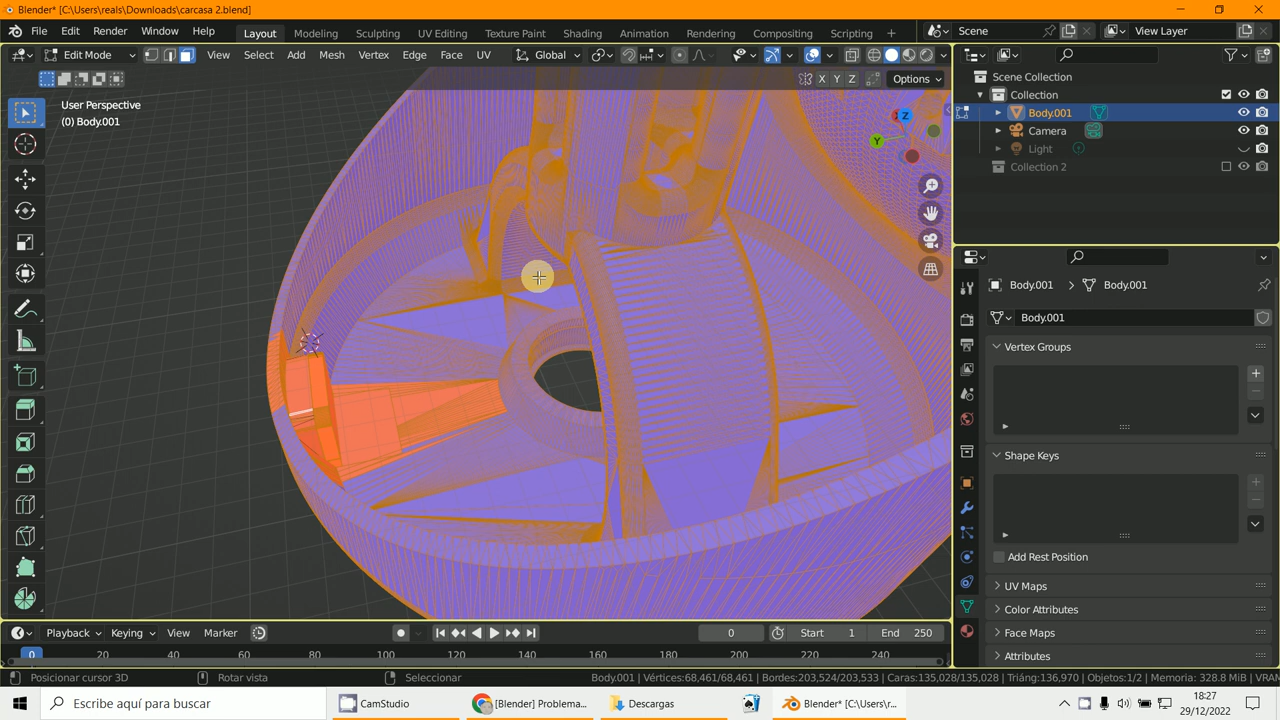 Blender* [C:\Users\reals\Downloads\carcasa 2.blend]
File Edit Render Window Help Layout Modeling Sculpting UV Editing Texture Paint Shading Animation Rendering Compositing Scripting Scene View Layer
Edit Mode View Select Add Mesh Vertex Edge Face UV Global
X Y Z Options
User Perspective
(0) Body.001
Z
Y
Scene Collection
Collection
Body.001
Camera
Light
Collection 2
Body.001 Body.001
Body.001
Vertex Groups
Shape Keys
Add Rest Position
UV Maps
Color Attributes
Face Maps
Attributes
Playback Keying View Marker 0 Start 1 End 250
0 20 40 60 80 100 120 140 160 180 200 220 240
Posicionar cursor 3D Rotar vista Seleccionar Body.001 | Vértices:68,461/68,461 | Bordes:203,524/203,533 | Caras:135,028/135,028 | Triáng:136,970 | Objetos:1/2 | Memoria: 328.8 MiB | VRAM
Escribe aquí para buscar CamStudio [Blender] Problema... Descargas Blender* [C:\Users\r... 18:27
29/12/2022